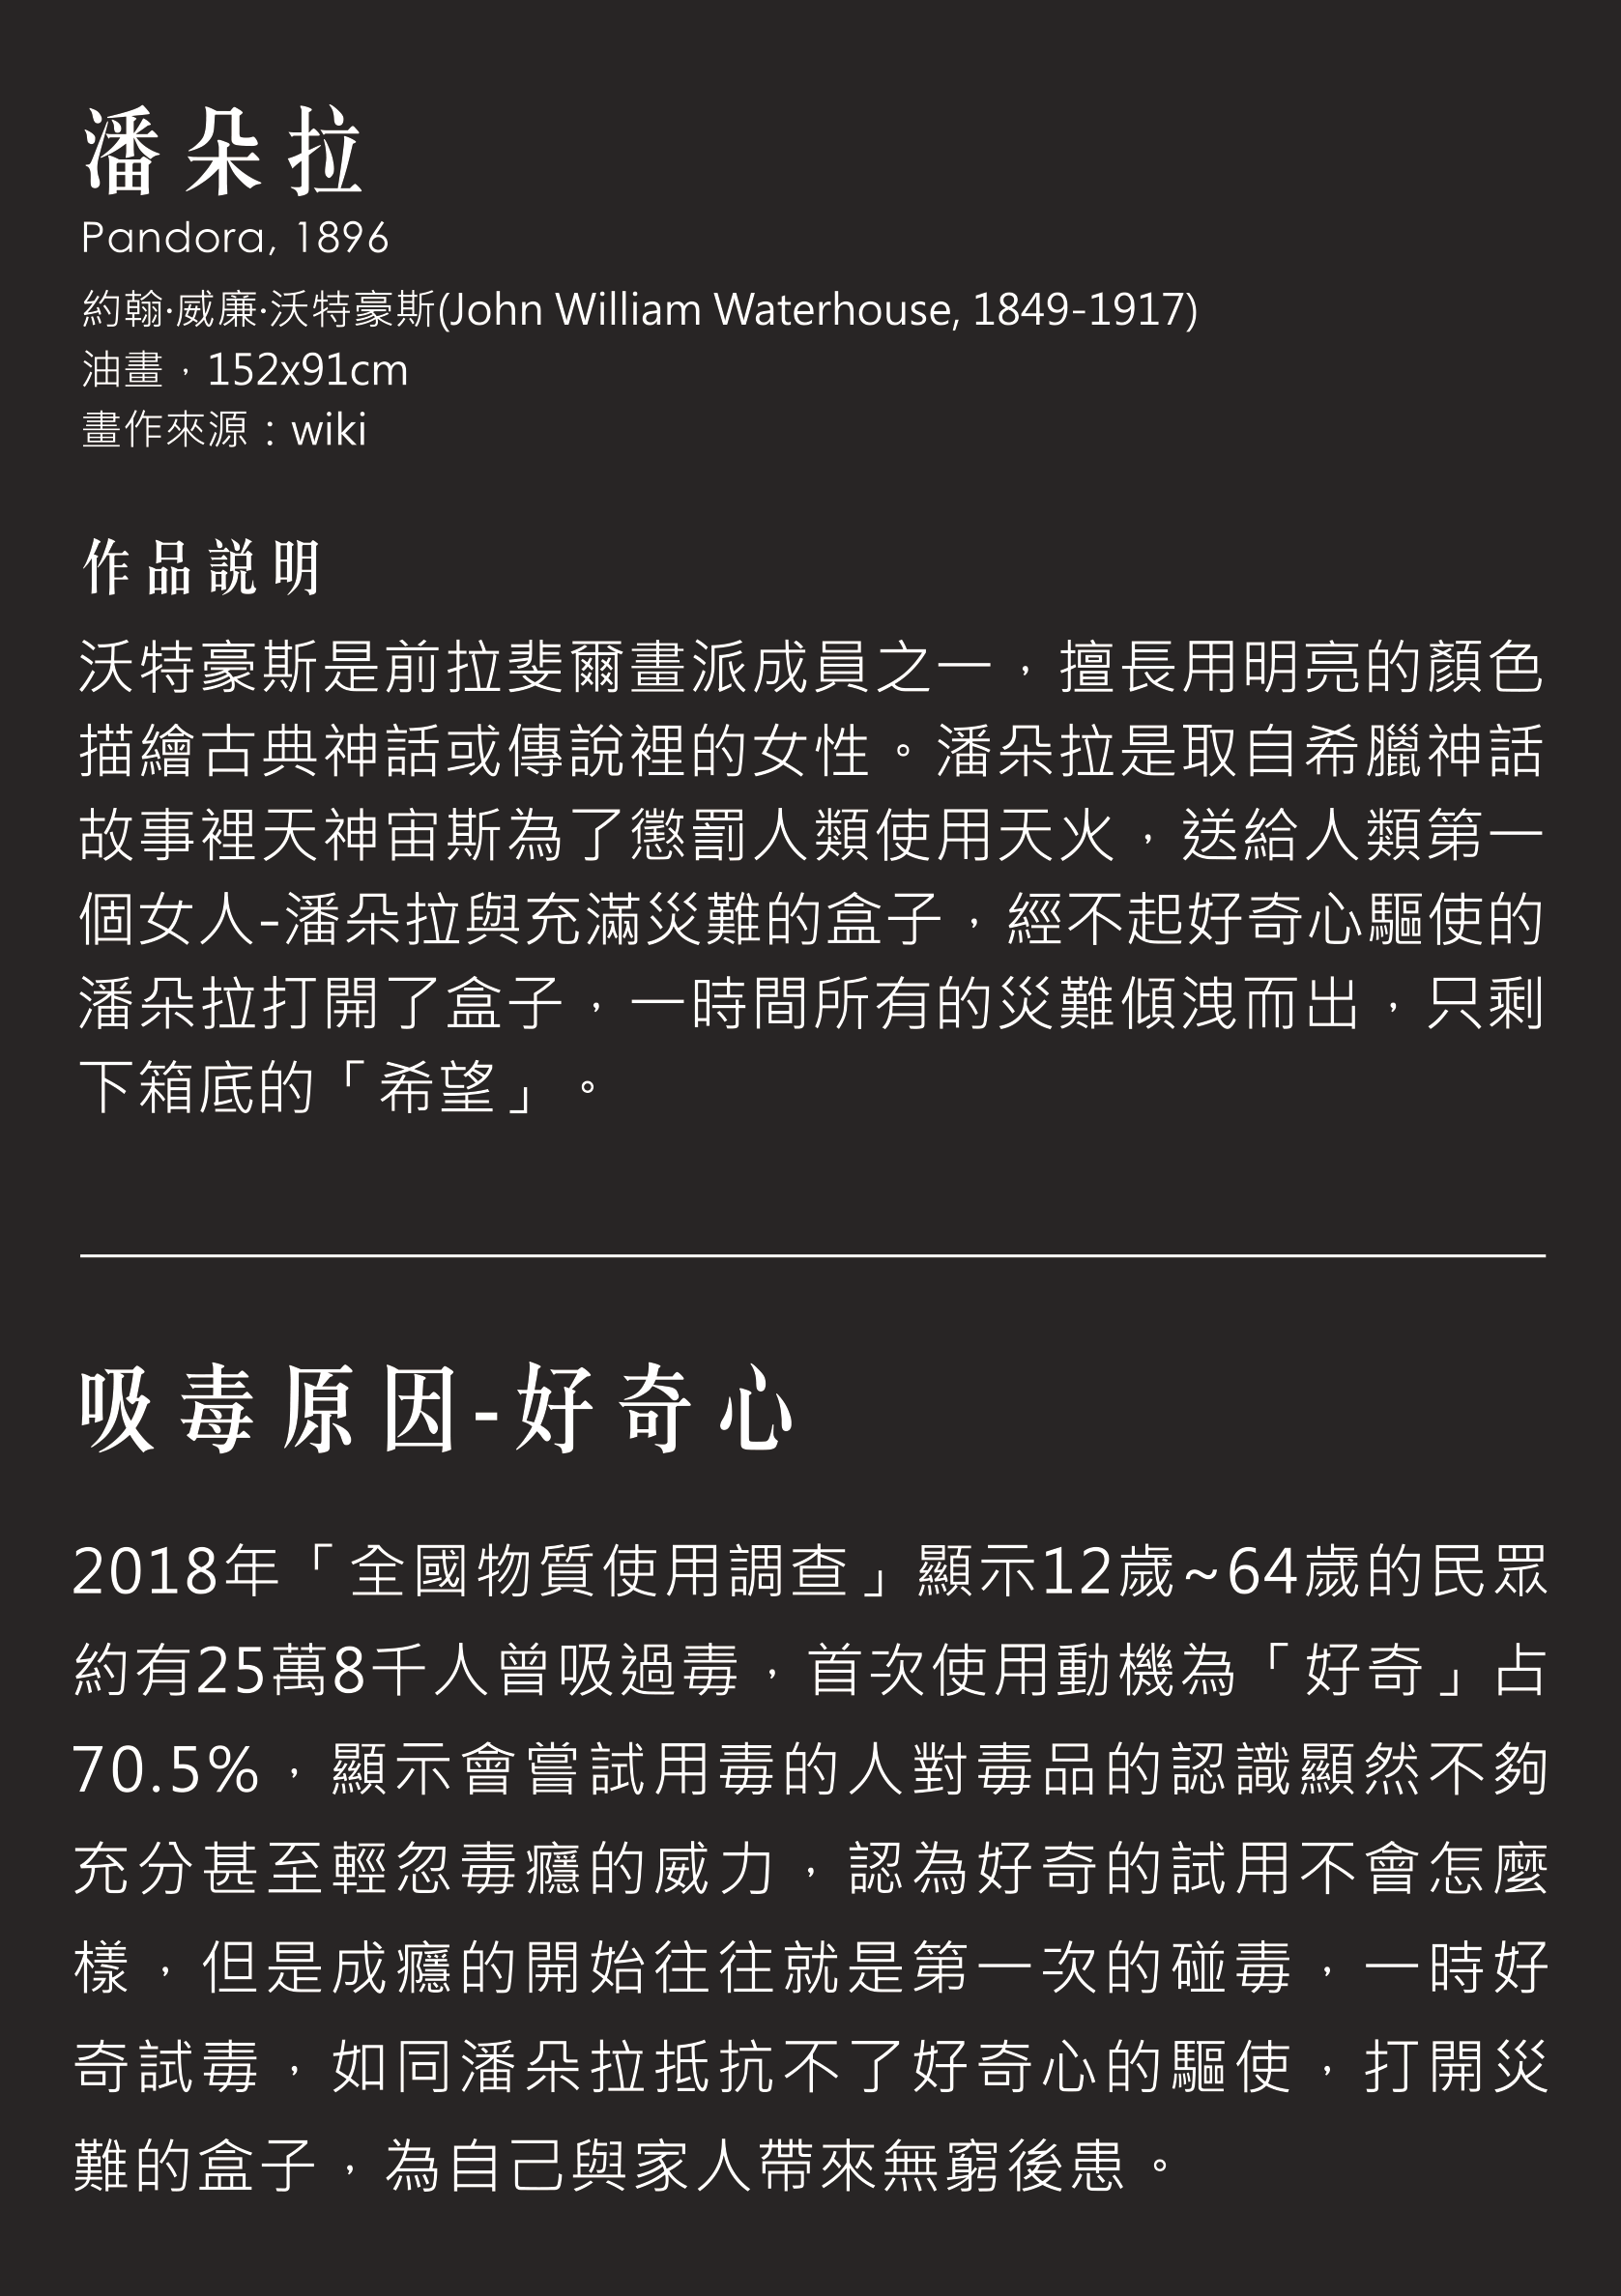 潘朵拉
Pandora, 1896
約翰·威廉·沃特豪斯(John William Waterhouse, 1849-1917)
油畫，152x91cm
畫作來源：wiki
作品説明
沃特豪斯是前拉斐爾畫派成員之一，擅長用明亮的顏色
描繪古典神話或傳說裡的女性。潘朵拉是取自希臘神話
故事裡天神宙斯為了懲罰人類使用天火，送給人類第一
個女人-潘朵拉與充滿災難的盒子，經不起好奇心驅使的
潘朵拉打開了盒子，一時間所有的災難傾洩而出，只剩
下箱底的「希望」。
吸毒原因-好奇心
2018年「全國物質使用調查」顯示12歲~64歲的民眾
約有25萬8千人曾吸過毒，首次使用動機為「好奇」占
70.5%，顯示會嘗試用毒的人對毒品的認識顯然不夠
充分甚至輕忽毒癮的威力，認為好奇的試用不會怎麼
樣，但是成癮的開始往往就是第一次的碰毒，一時好
奇試毒，如同潘朵拉抵抗不了好奇心的驅使，打開災
難的盒子，為自己與家人帶來無窮後患。